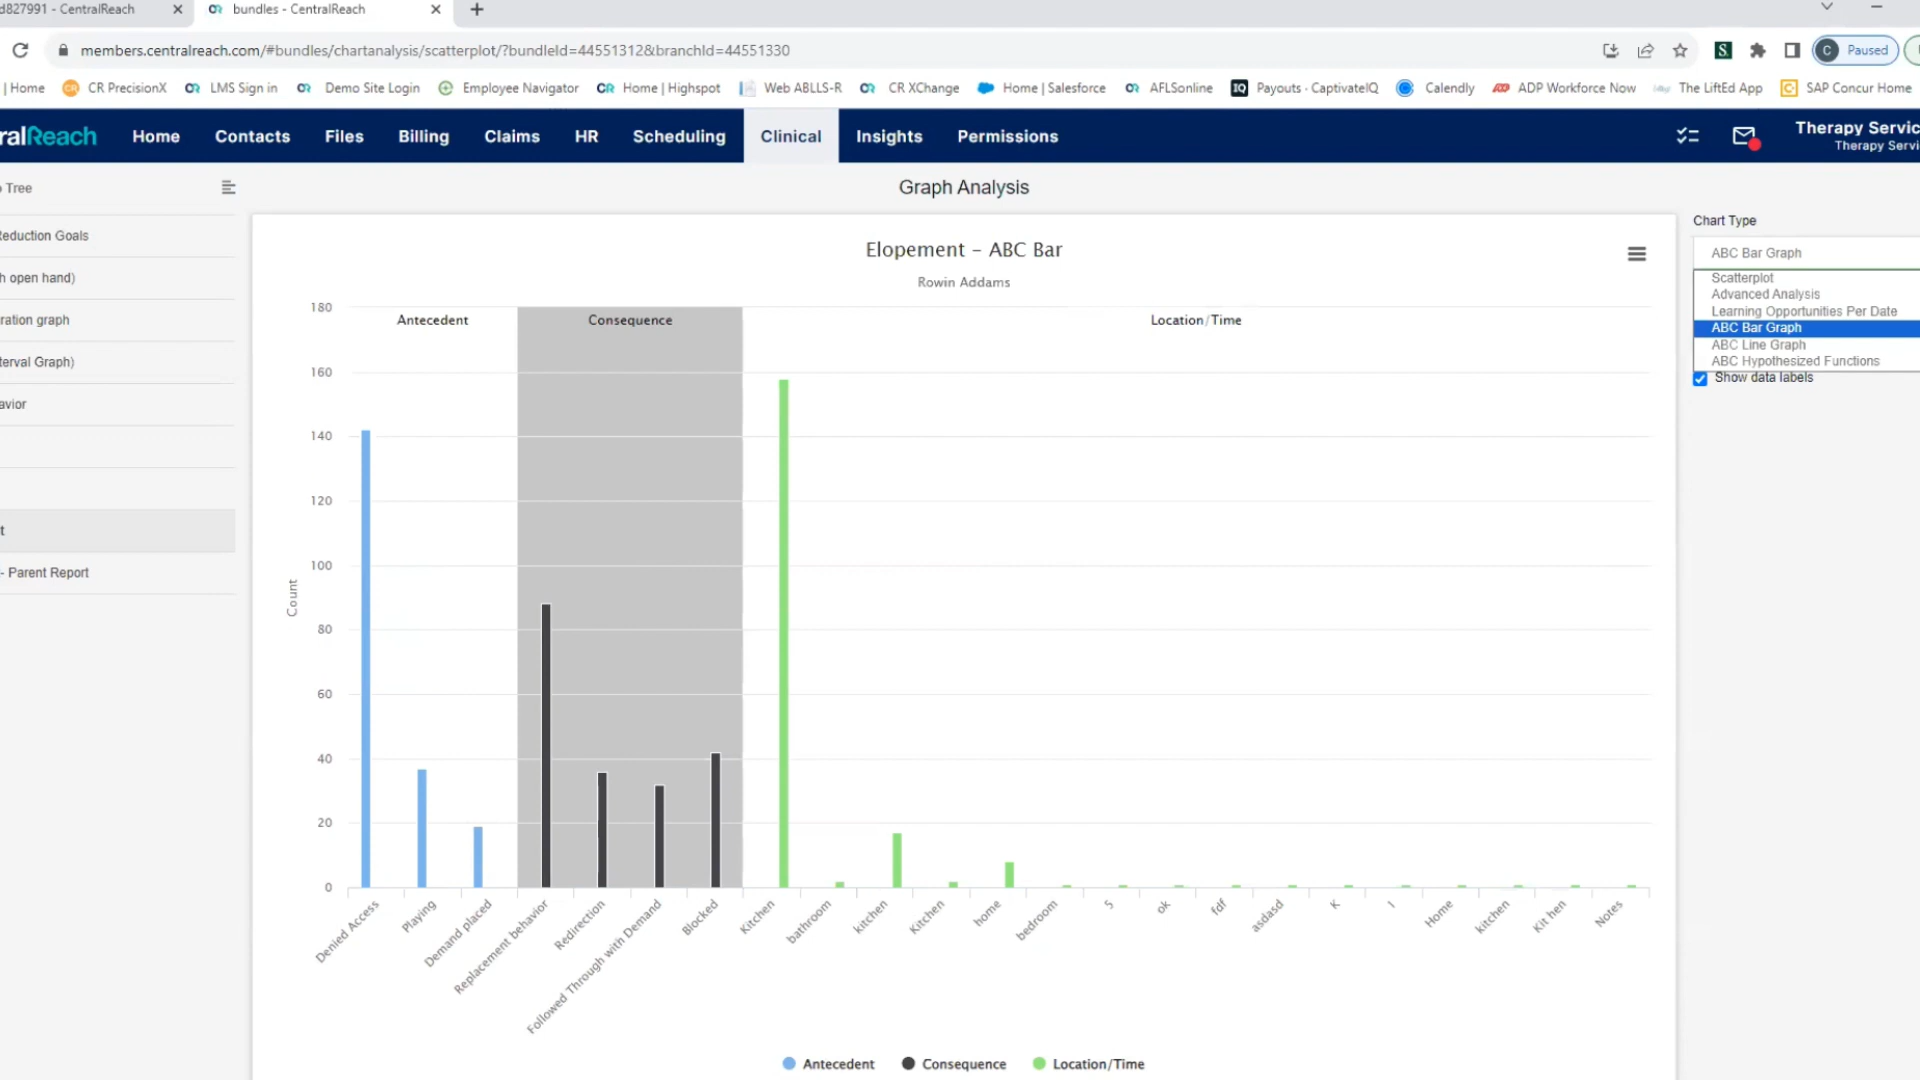 d827991 - CentralReach
bundles - CentralReach
members.centralreach.com/#bundles/chartanalysis/scatterplot/?bundleId=44551312&branchId=44551330
S
C Paused
| Home
CR PrecisionX
LMS Sign in
Demo Site Login
Employee Navigator
Home | Highspot
Web ABLLS-R
CR XChange
Home | Salesforce
AFLSonline
IQ Payouts - CaptivateIQ
Calendly
ADP Workforce Now
The LiftEd App
SAP Concur Home
ralReach
Home
Contacts
Files
Billing
Claims
HR
Scheduling
Clinical
Insights
Permissions
Therapy Servic
Therapy Servi
o Tree
Reduction Goals
h open hand)
ration graph
terval Graph)
avior
t
- Parent Report
Graph Analysis
Elopement - ABC Bar
Rowin Addams
Antecedent
Consequence
Location/Time
Count
180
160
140
120
100
80
60
40
20
0
Denied Access
Playing
Demand placed
Replacement behavior
Redirection
Followed Through with Demand
Blocked
Kitchen
bathroom
kitchen
Kitchen
home
bedroom
5
ok
fdf
asdasd
K
I
Home
kitchen
Kit hen
Notes
Antecedent
Consequence
Location/Time
Chart Type
ABC Bar Graph
Scatterplot
Advanced Analysis
Learning Opportunities Per Date
ABC Bar Graph
ABC Line Graph
ABC Hypothesized Functions
Show data labels